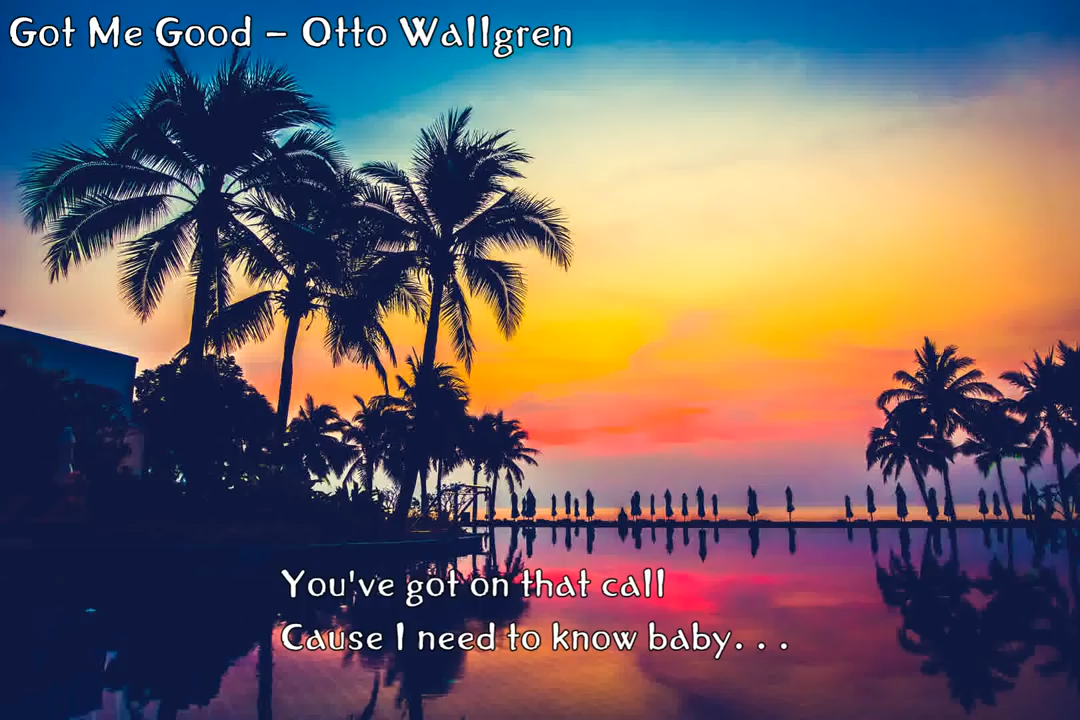 Got Me Good – Otto Wallgren
You've got on that call
Cause I need to know baby. . .